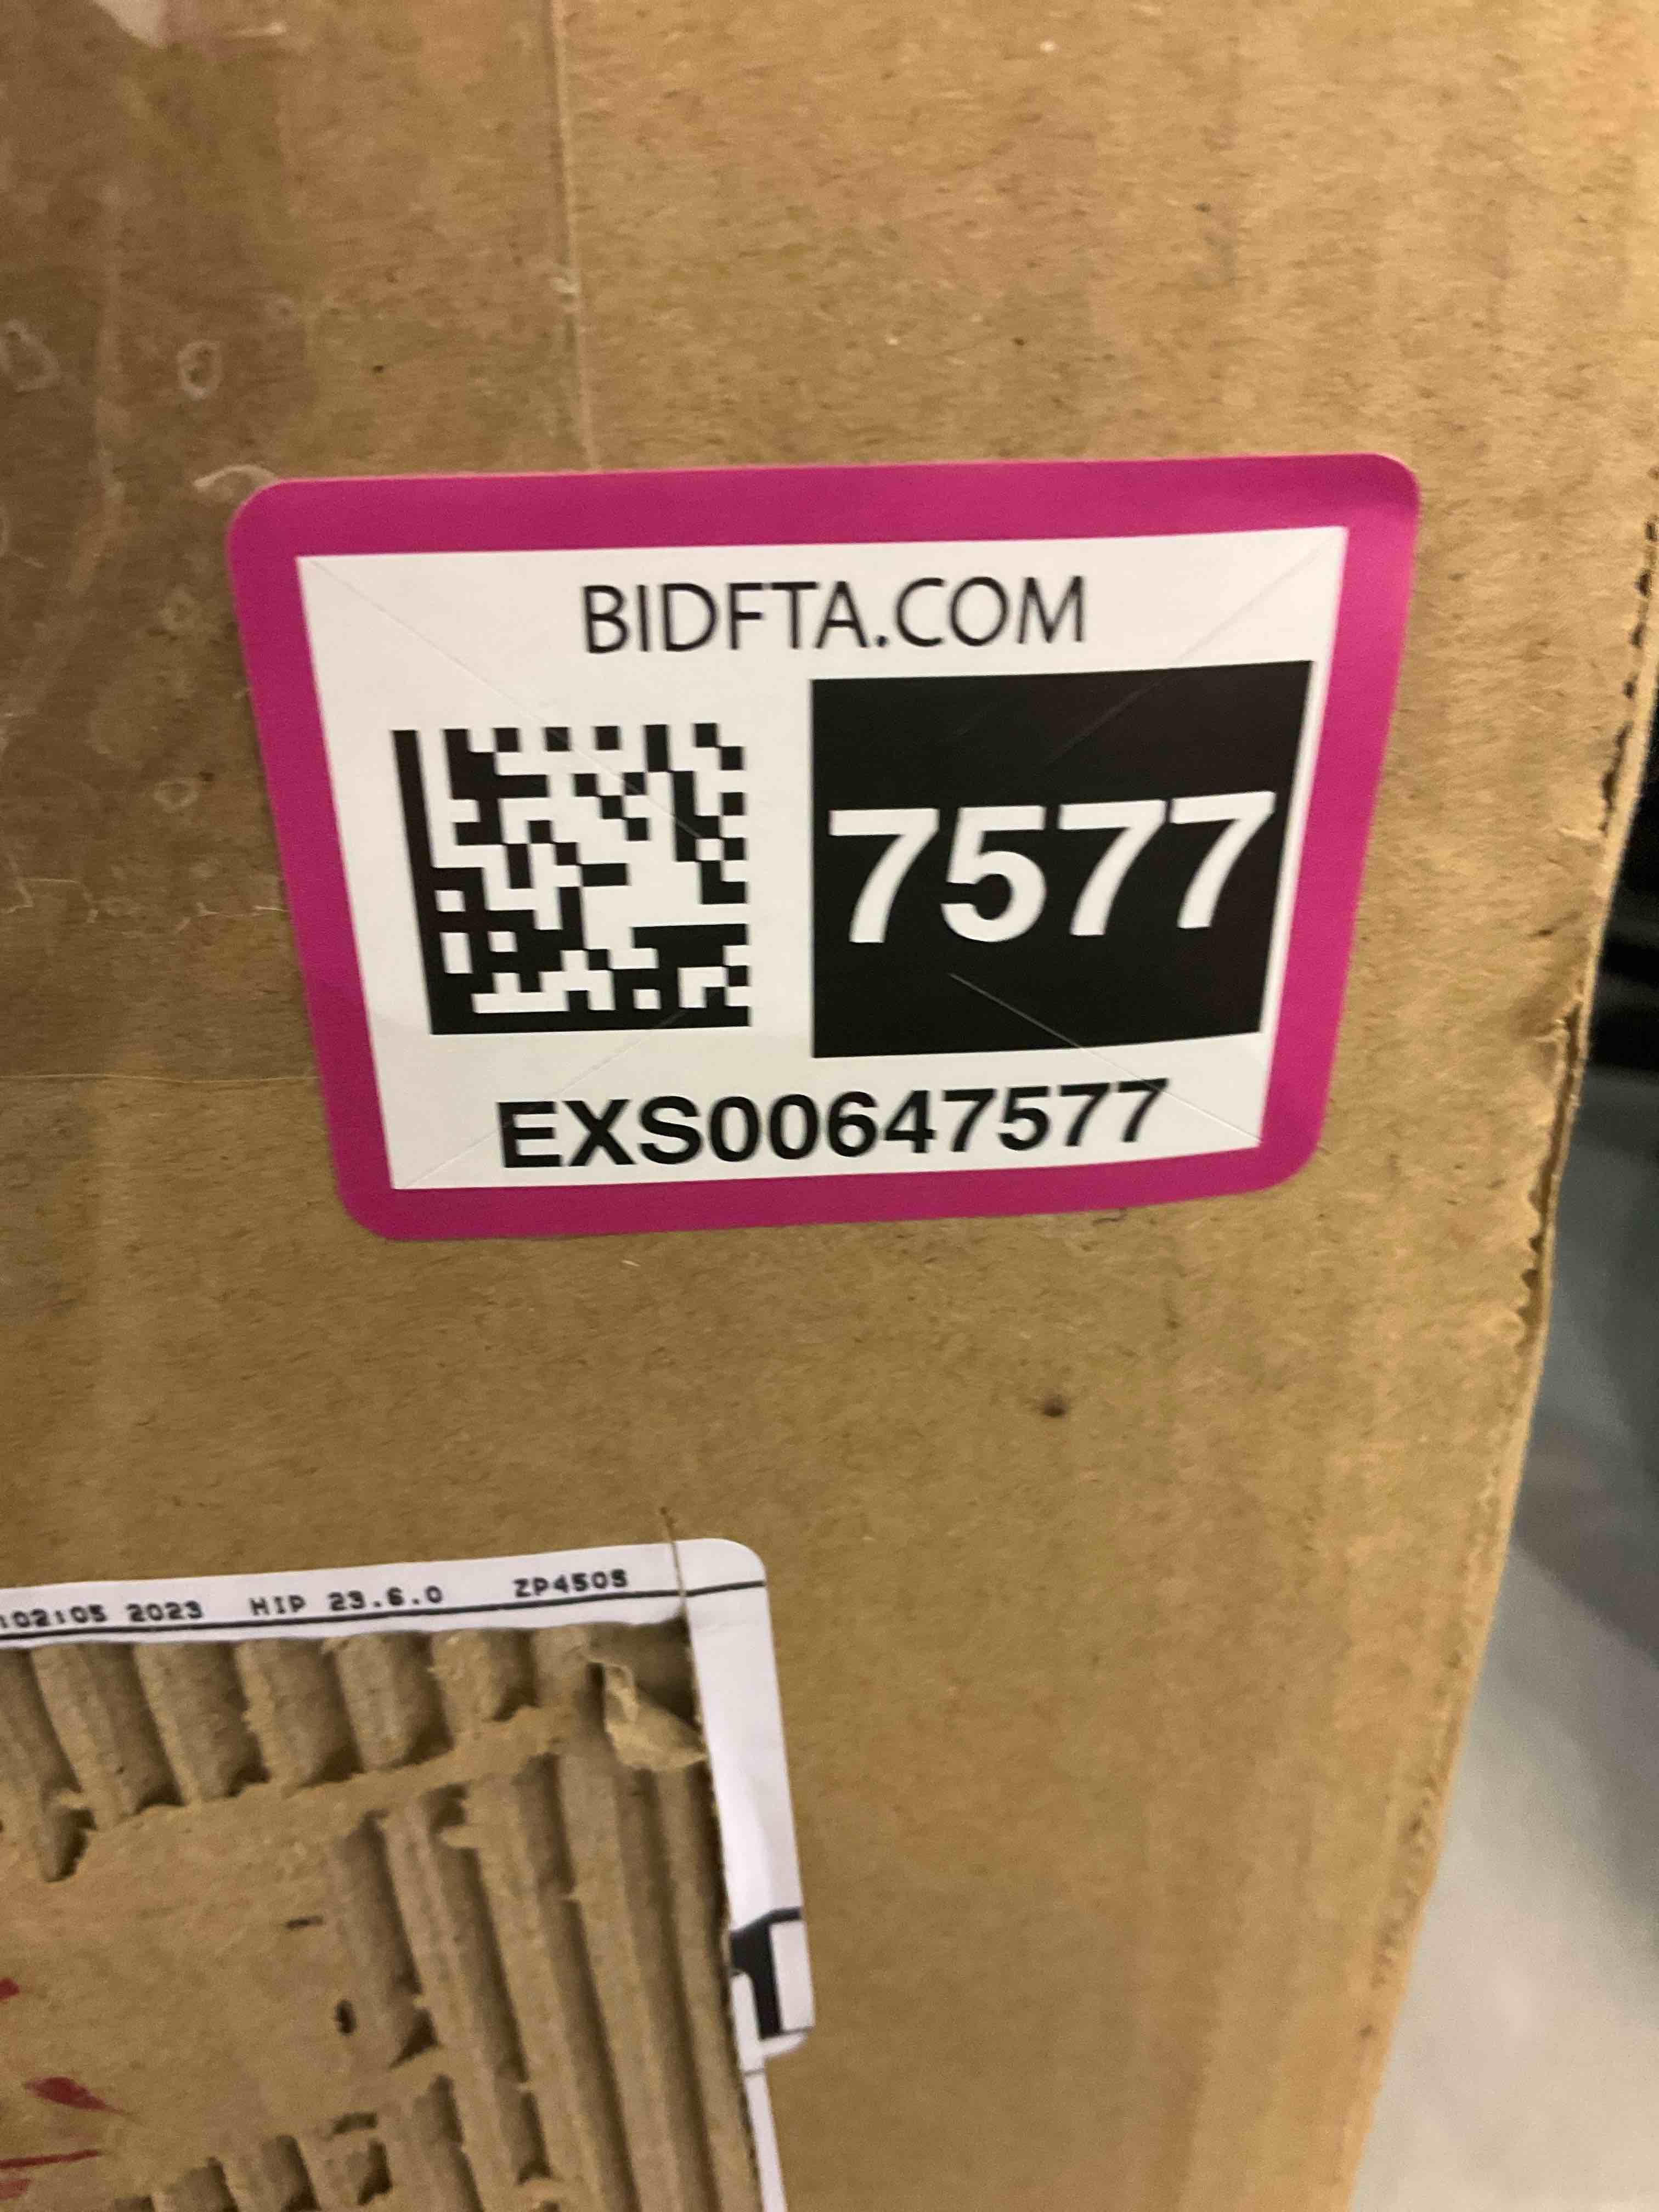 BIDFTA.COM
7577
EXS00647577
:02:05 2023 HIP 23.6.0 ZP4505